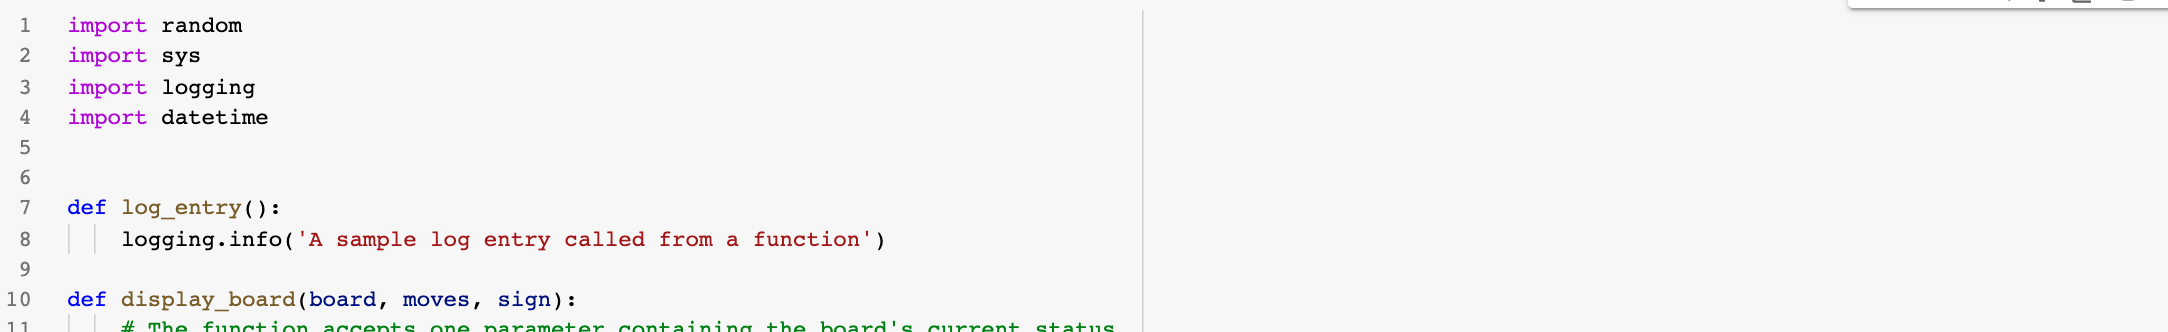 1 import random
2 import sys
3 import logging
4 import datetime
5
6
7 def log_entry():
8     logging.info('A sample log entry called from a function')
9
10 def display_board(board, moves, sign):
11     # The function accepts one parameter containing the board's current status